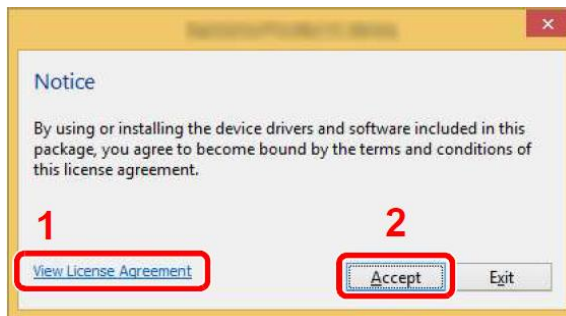 Notice
By using or installing the device drivers and software included in this
package, you agree to become bound by the terms and conditions of
this license agreement.
1
2
View License Agreement
Accept
Exit